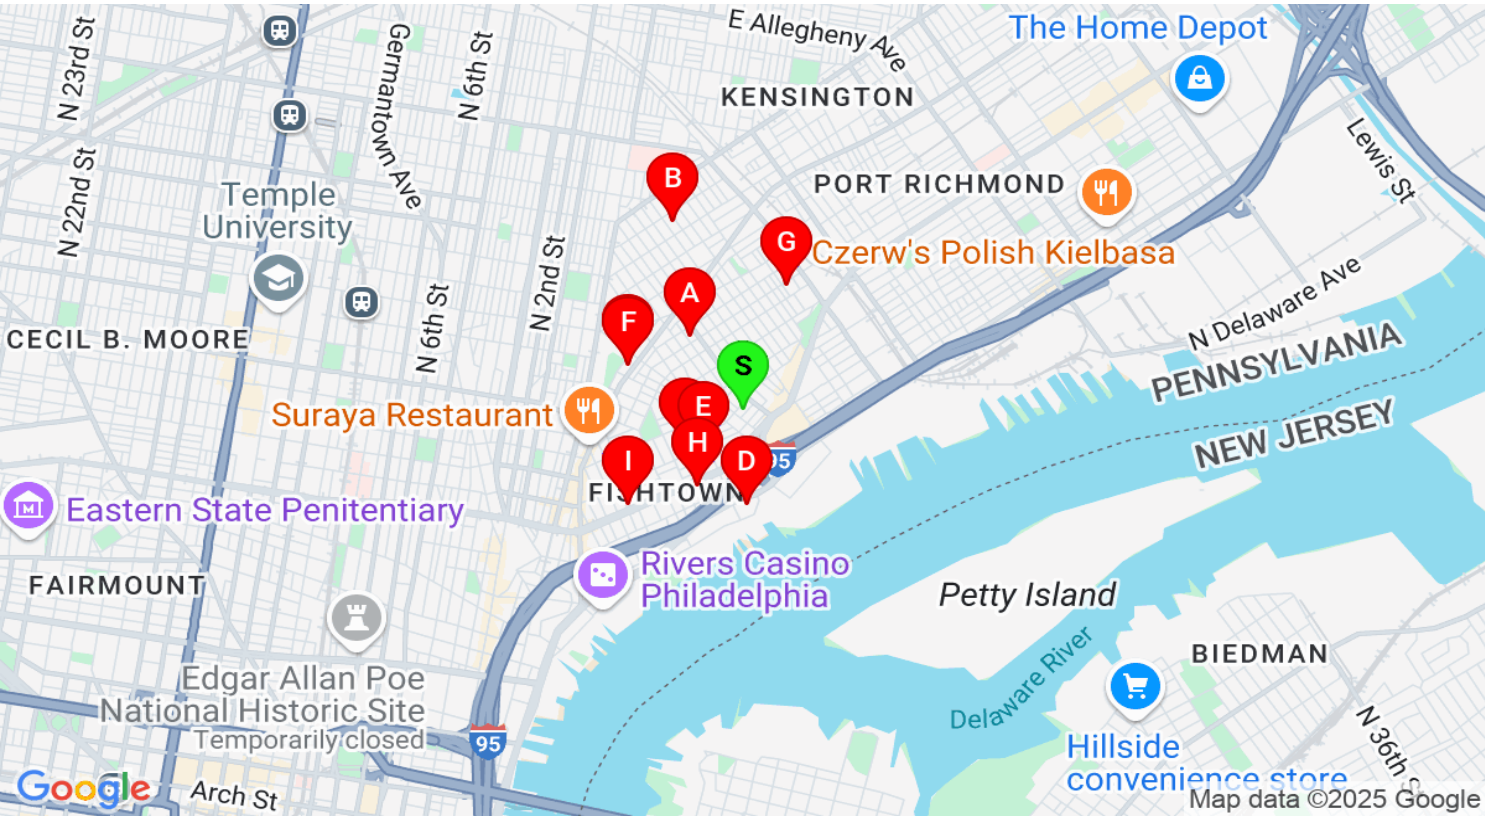 N 23rd St
Germantown Ave
N 6th St
E Allegheny Ave
The Home Depot
KENSINGTON
Lewis St
N 22nd St
B
PORT RICHMOND
Temple
University
G
Czerw's Polish Kielbasa
N 2nd St
A
N Delaware Ave
N 6th St
F
CECIL B. MOORE
S
PENNSYLVANIA
Suraya Restaurant
E
NEW JERSEY
H
I
D
95
FISHTOWN
Eastern State Penitentiary
Rivers Casino
Philadelphia
FAIRMOUNT
Petty Island
BIEDMAN
Edgar Allan Poe
National Historic Site
Temporarily closed
Delaware River
95
N 36th St
Hillside
convenience store
Google
Arch St
Map data ©2025 Google